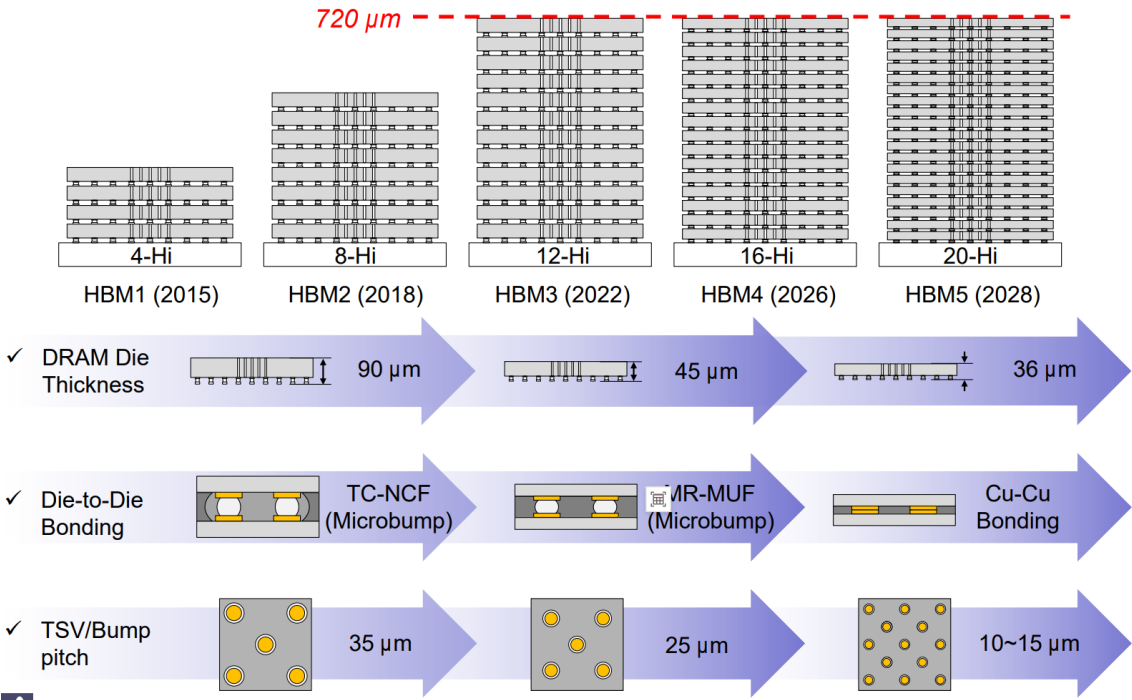 720 µm
4-Hi
8-Hi
12-Hi
16-Hi
20-Hi
HBM1 (2015)
HBM2 (2018)
HBM3 (2022)
HBM4 (2026)
HBM5 (2028)
✓ DRAM Die
Thickness
90 µm
45 µm
36 µm
✓ Die-to-Die
Bonding
TC-NCF
(Microbump)
MR-MUF
(Microbump)
Cu-Cu
Bonding
✓ TSV/Bump
pitch
35 µm
25 µm
10~15 µm